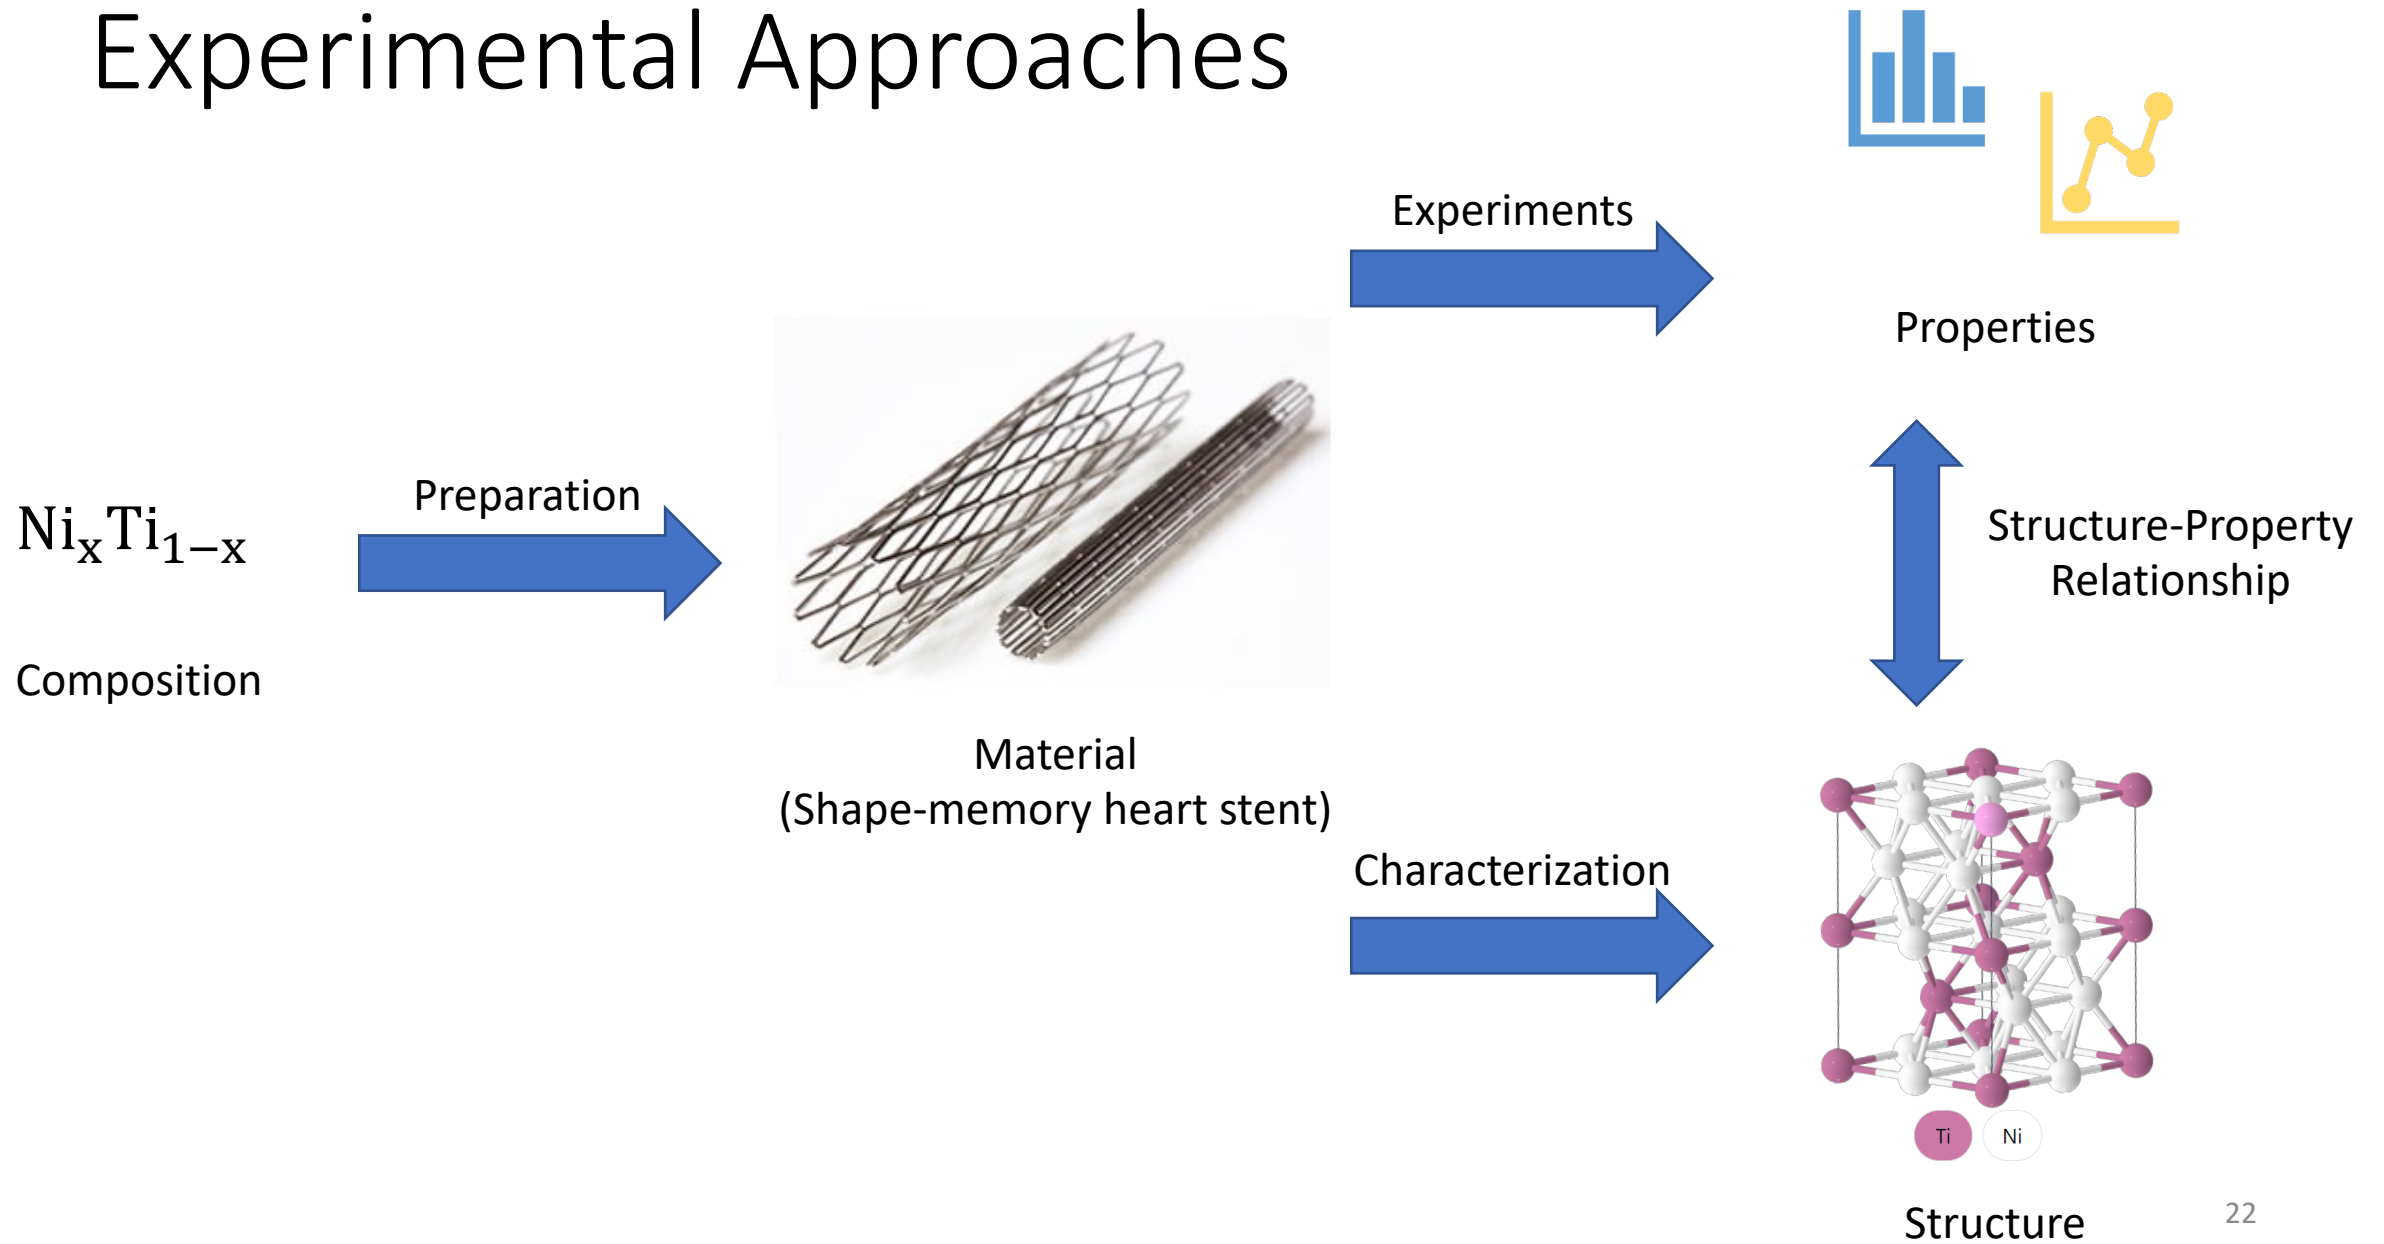 Experimental Approaches
Experiments
Properties
Preparation
NiₓTi₁₋ₓ
Composition
Structure-Property
Relationship
Material
(Shape-memory heart stent)
Characterization
Ti
Ni
Structure
22